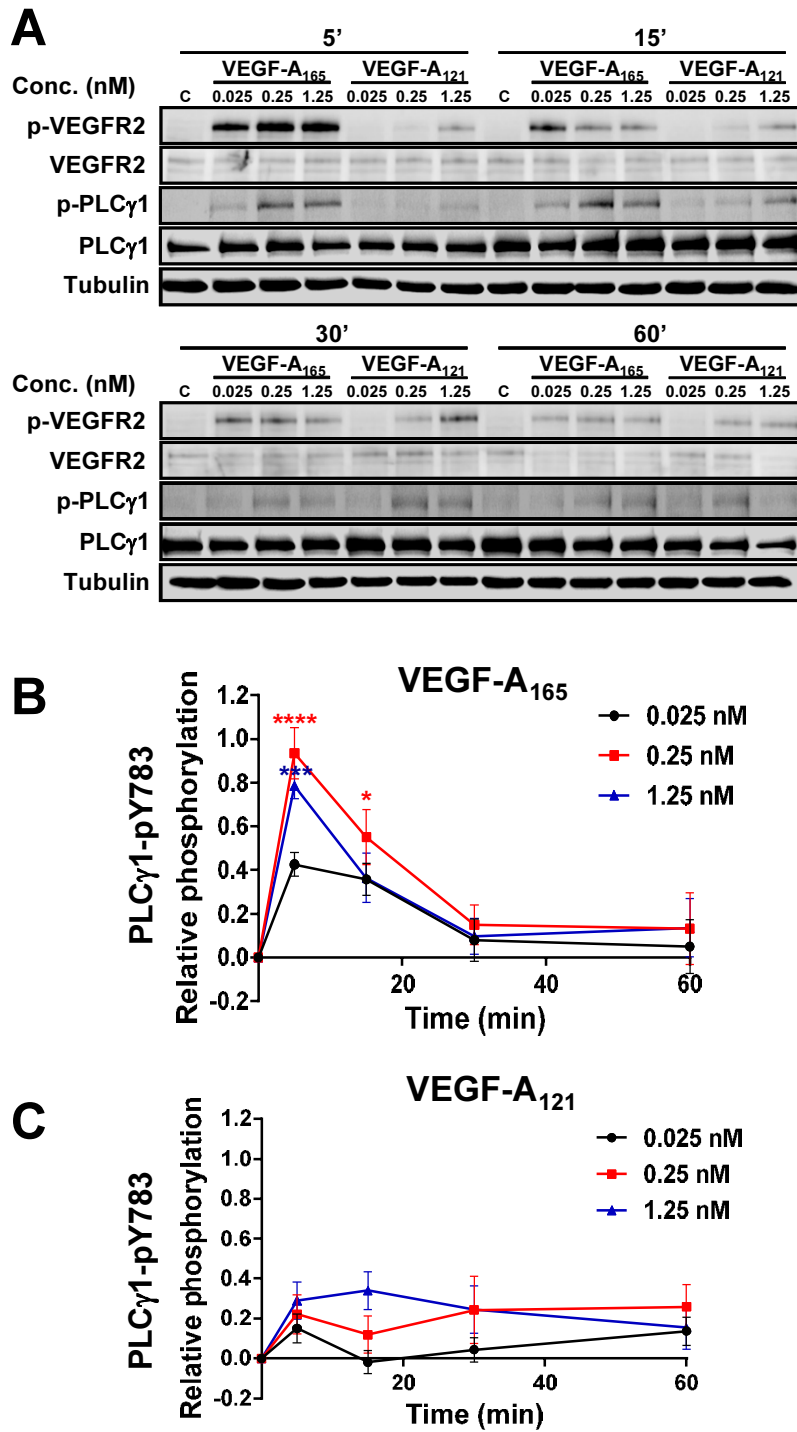 A
5’ 15’
VEGF-A165 VEGF-A121 VEGF-A165 VEGF-A121
Conc. (nM) C 0.025 0.25 1.25 0.025 0.25 1.25 C 0.025 0.25 1.25 0.025 0.25 1.25
p-VEGFR2
VEGFR2
p-PLCγ1
PLCγ1
Tubulin
30’ 60’
VEGF-A165 VEGF-A121 VEGF-A165 VEGF-A121
Conc. (nM) C 0.025 0.25 1.25 0.025 0.25 1.25 C 0.025 0.25 1.25 0.025 0.25 1.25
p-VEGFR2
VEGFR2
p-PLCγ1
PLCγ1
Tubulin
B
VEGF-A165
PLCγ1-pY783
Relative phosphorylation
1.2
1.0
0.8
0.6
0.4
0.2
0.0
-0.2
****
***
*
0.025 nM
0.25 nM
1.25 nM
20 40 60
Time (min)
C
VEGF-A121
PLCγ1-pY783
Relative phosphorylation
1.2
1.0
0.8
0.6
0.4
0.2
0.0
-0.2
0.025 nM
0.25 nM
1.25 nM
20 40 60
Time (min)